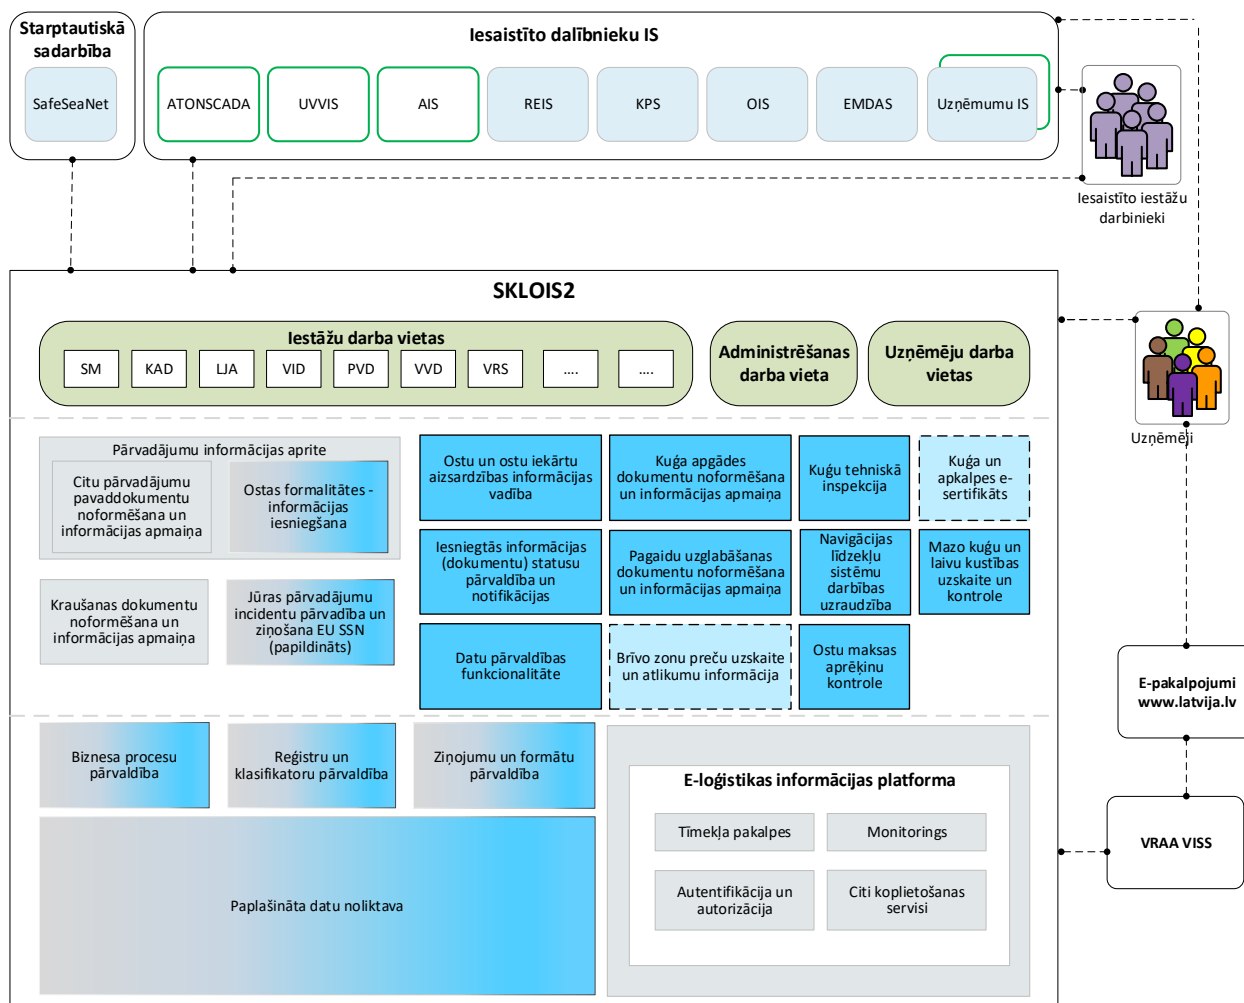 Starptautiskā
sadarbība
SafeSeaNet
Iesaistīto dalībnieku IS
ATONSCADA
UVVIS
AIS
REIS
KPS
OIS
EMDAS
Uzņēmumu IS
Iesaistīto iestāžu
darbinieki
SKLOIS2
Iestāžu darba vietas
SM
KAD
LJA
VID
PVD
VVD
VRS
....
....
Administrēšanas
darba vieta
Uzņēmēju darba
vietas
Uzņēmēji
Pārvadājumu informācijas aprite
Citu pārvadājumu
pavaddokumentu
noformēšana un
informācijas apmaiņa
Ostas formalitātes -
informācijas
iesniegšana
Kraušanas dokumentu
noformēšana un
informācijas apmaiņa
Jūras pārvadājumu
incidentu pārvadība un
ziņošana EU SSN
(papildināts)
Ostu un ostu iekārtu
aizsardzības informācijas
vadība
Kuģa apgādes
dokumentu noformēšana
un informācijas apmaiņa
Kuģu tehniskā
inspekcija
Kuģa un
apkalpes e-
sertifikāts
Iesniegtās informācijas
(dokumentu) statusu
pārvaldība un
notifikācijas
Pagaidu uzglabāšanas
dokumentu noformēšana
un informācijas apmaiņa
Navigācijas
līdzekļu
sistēmu
darbības
uzraudzība
Mazo kuģu un
laivu kustības
uzskaite un
kontrole
Datu pārvaldības
funkcionalitāte
Brīvo zonu preču uzskaite
un atlikumu informācija
Ostu maksas
aprēķinu
kontrole
E-pakalpojumi
www.latvija.lv
VRAA VISS
Biznesa procesu
pārvaldība
Reģistru un
klasifikatoru pārvaldība
Ziņojumu un formātu
pārvaldība
Paplašināta datu noliktava
E-loģistikas informācijas platforma
Tīmekļa pakalpes
Monitorings
Autentifikācija un
autorizācija
Citi koplietošanas
servisi